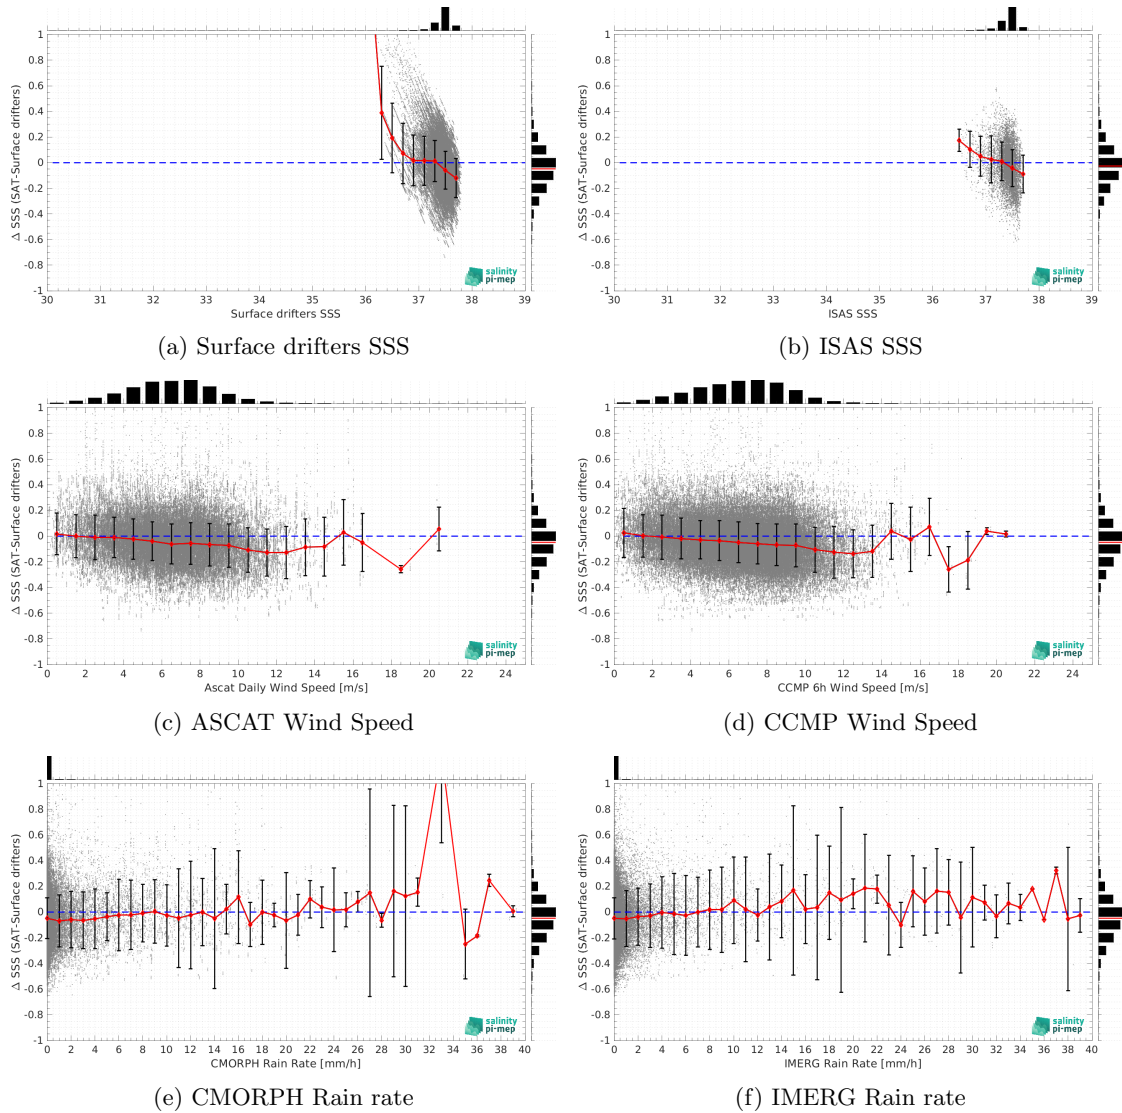 1
0.8
0.6
0.4
0.2
0
-0.2
-0.4
-0.6
-0.8
-1
Δ SSS (SAT-Surface drifters)
salinity
pi-mep
30 31 32 33 34 35 36 37 38 39
Surface drifters SSS
(a) Surface drifters SSS
1
0.8
0.6
0.4
0.2
0
-0.2
-0.4
-0.6
-0.8
-1
Δ SSS (SAT-Surface drifters)
salinity
pi-mep
30 31 32 33 34 35 36 37 38 39
ISAS SSS
(b) ISAS SSS
1
0.8
0.6
0.4
0.2
0
-0.2
-0.4
-0.6
-0.8
-1
Δ SSS (SAT-Surface drifters)
salinity
pi-mep
0 2 4 6 8 10 12 14 16 18 20 22 24
Ascat Daily Wind Speed [m/s]
(c) ASCAT Wind Speed
1
0.8
0.6
0.4
0.2
0
-0.2
-0.4
-0.6
-0.8
-1
Δ SSS (SAT-Surface drifters)
salinity
pi-mep
0 2 4 6 8 10 12 14 16 18 20 22 24
CCMP 6h Wind Speed [m/s]
(d) CCMP Wind Speed
1
0.8
0.6
0.4
0.2
0
-0.2
-0.4
-0.6
-0.8
-1
Δ SSS (SAT-Surface drifters)
salinity
pi-mep
0 2 4 6 8 10 12 14 16 18 20 22 24 26 28 30 32 34 36 38 40
CMORPH Rain Rate [mm/h]
(e) CMORPH Rain rate
1
0.8
0.6
0.4
0.2
0
-0.2
-0.4
-0.6
-0.8
-1
Δ SSS (SAT-Surface drifters)
salinity
pi-mep
0 2 4 6 8 10 12 14 16 18 20 22 24 26 28 30 32 34 36 38 40
IMERG Rain Rate [mm/h]
(f) IMERG Rain rate